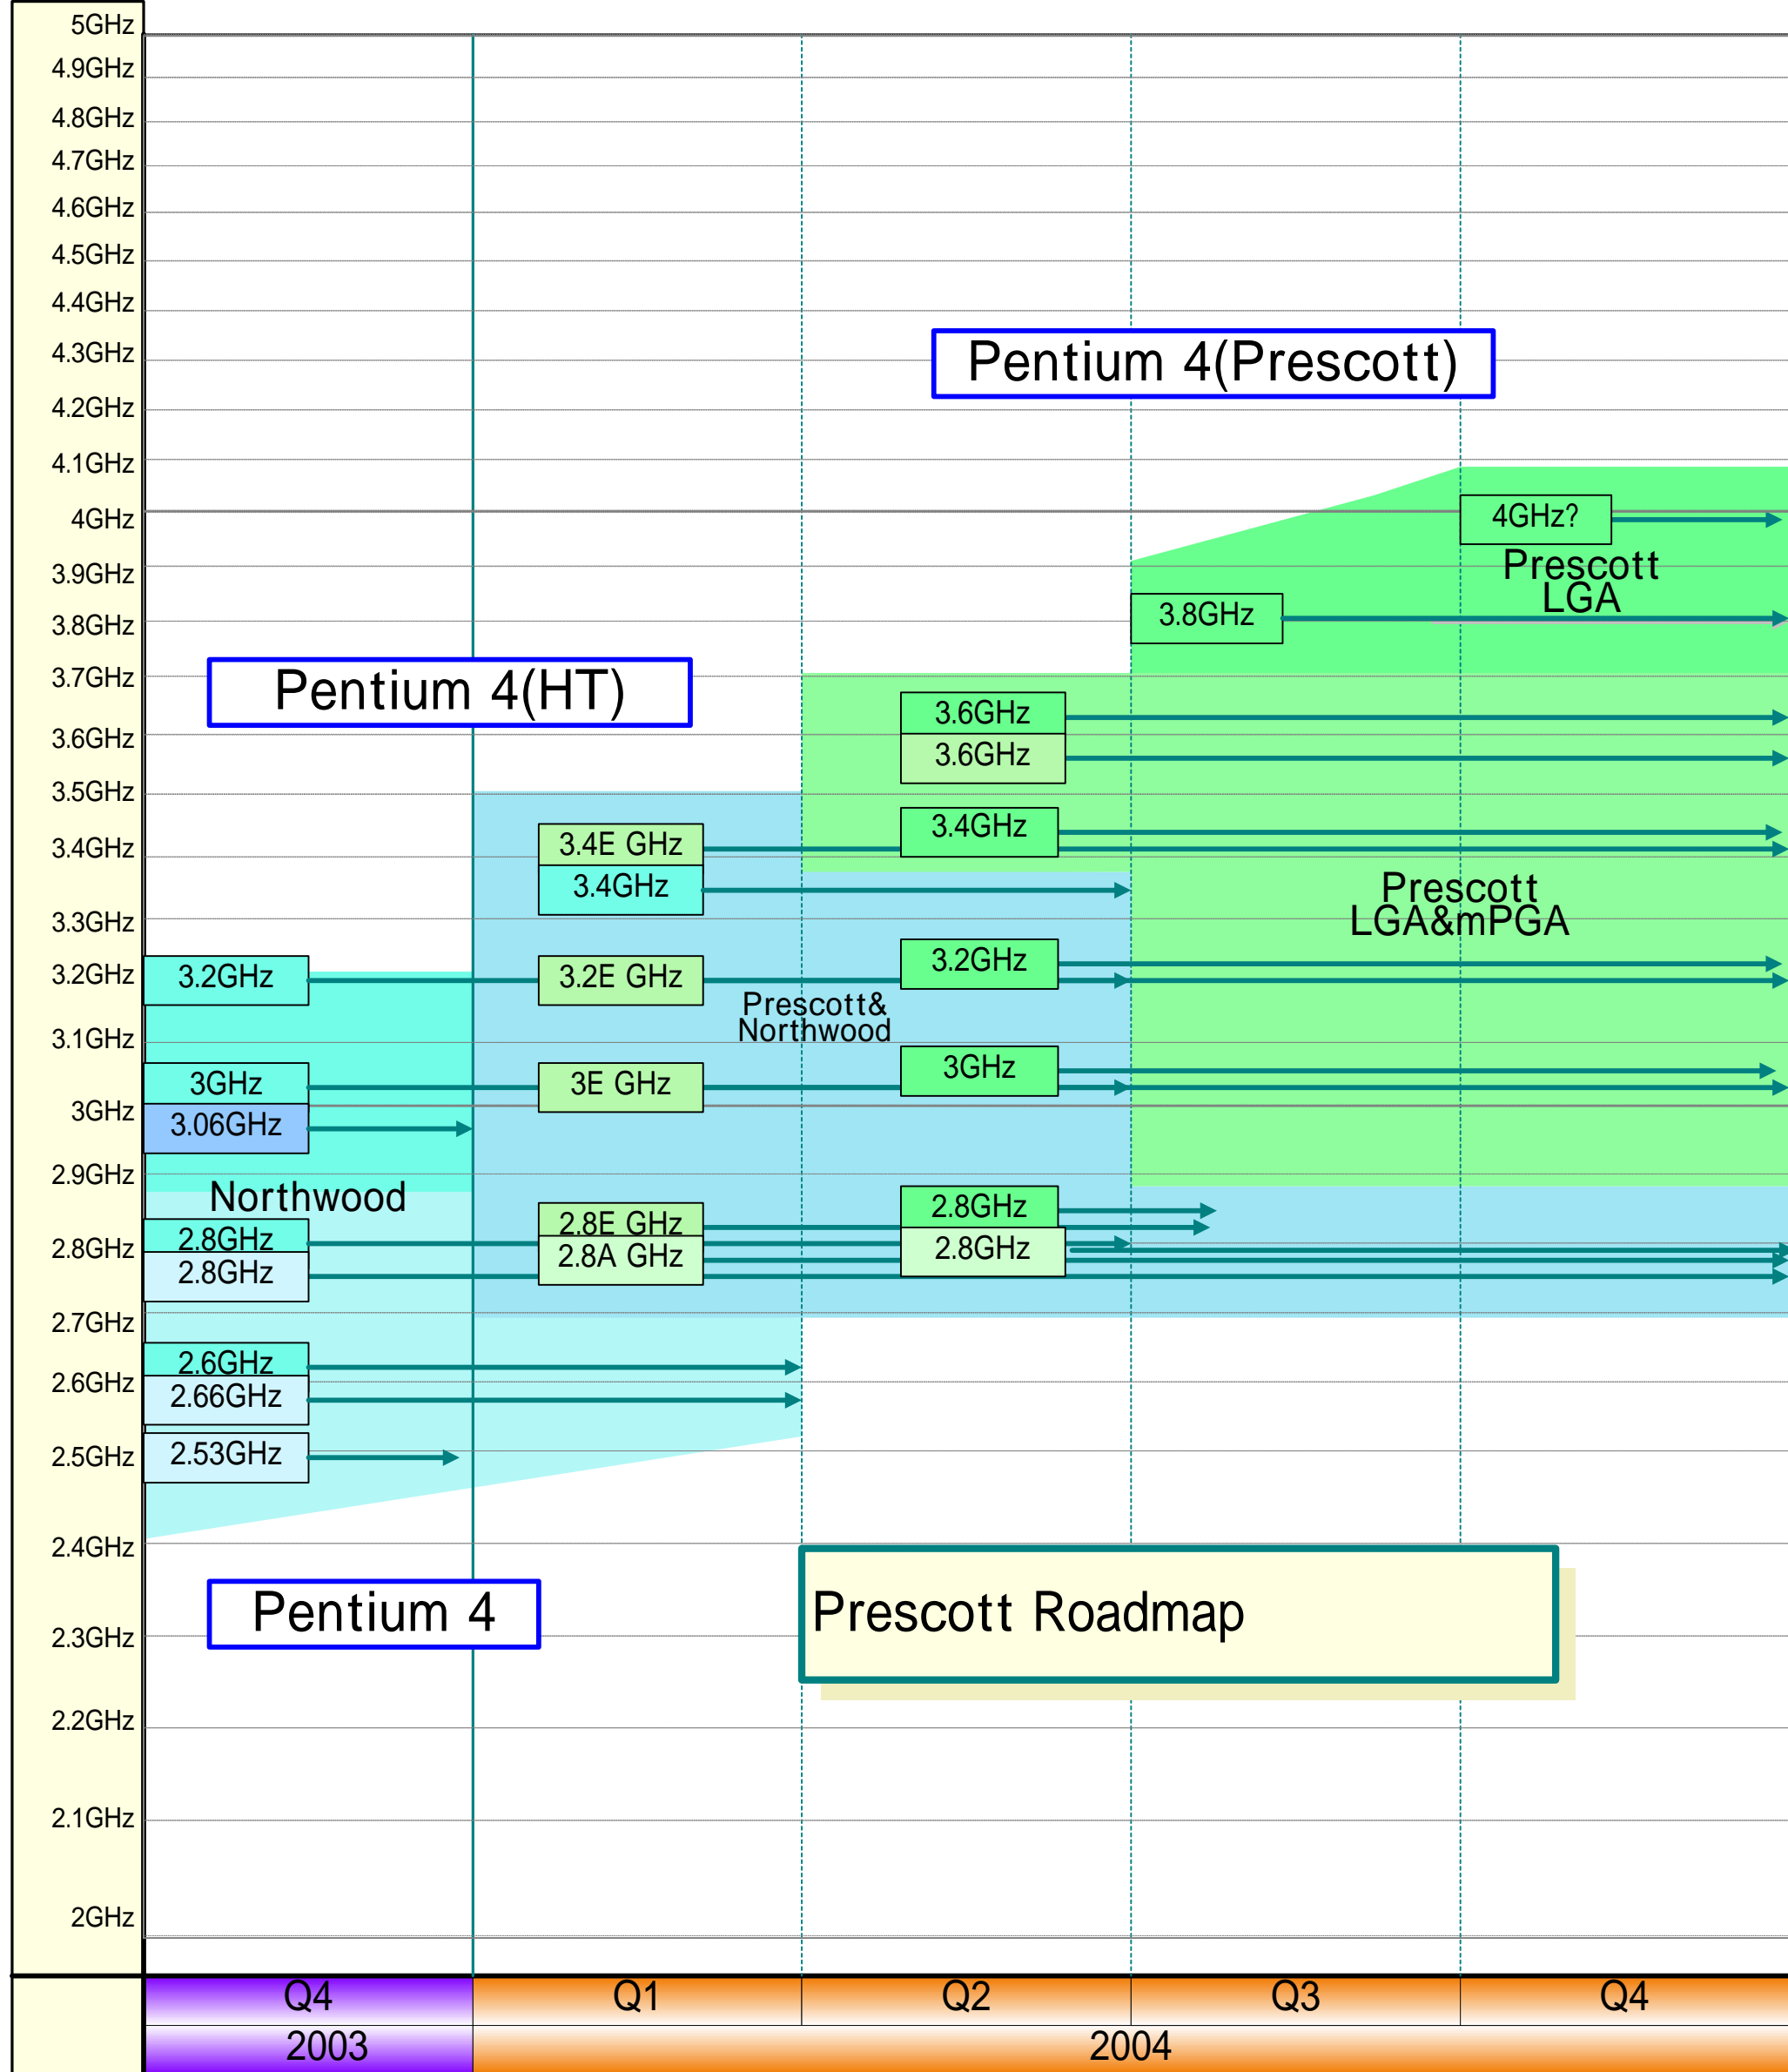 5GHz
4.9GHz
4.8GHz
4.7GHz
4.6GHz
4.5GHz
4.4GHz
4.3GHz
4.2GHz
4.1GHz
4GHz
3.9GHz
3.8GHz
3.7GHz
3.6GHz
3.5GHz
3.4GHz
3.3GHz
3.2GHz
3.1GHz
3GHz
2.9GHz
2.8GHz
2.7GHz
2.6GHz
2.5GHz
2.4GHz
2.3GHz
2.2GHz
2.1GHz
2GHz
Pentium 4(Prescott)
4GHz?
Prescott
LGA
3.8GHz
Pentium 4(HT)
3.6GHz
3.6GHz
3.4E GHz
3.4GHz
3.4GHz
Prescott
LGA&mPGA
3.2GHz
3.2E GHz
3.2GHz
Prescott&
Northwood
3GHz
3E GHz
3GHz
3.06GHz
Northwood
2.8GHz
2.8GHz
2.8E GHz
2.8A GHz
2.8GHz
2.8GHz
2.6GHz
2.66GHz
2.53GHz
Pentium 4
Prescott Roadmap
Q4
Q1
Q2
Q3
Q4
2003
2004